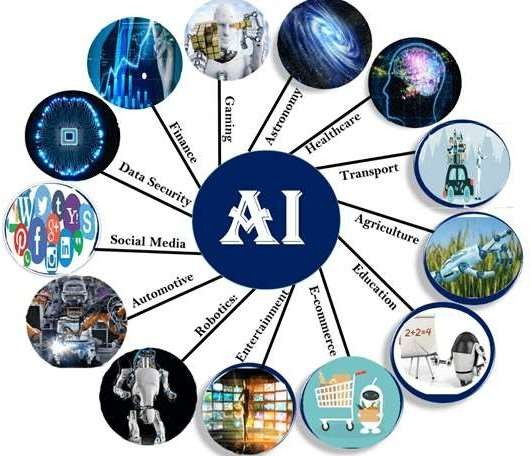 AI
Gaming
Astronomy
Healthcare
Transport
Agriculture
Education
E-commerce
Entertainment
Robotics:
Automotive
Social Media
Data Security
Finance
2+2=4